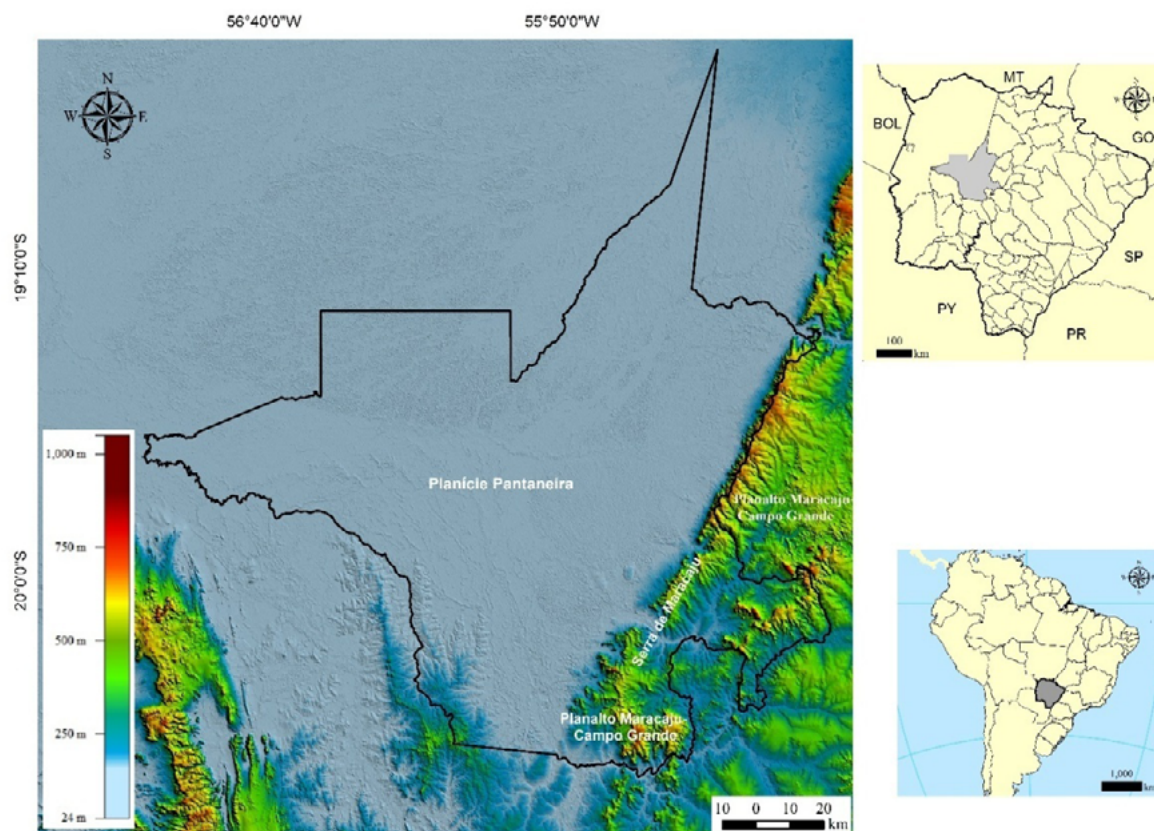 56°40'0"W
55°50'0"W
N
W
E
S
19°10'0"S
20°0'0"S
Planície Pantaneira
Planalto Maracaju-
Campo Grande
Serra de Maracaju
Planalto Maracaju-
Campo Grande
1,000 m
750 m
500 m
250 m
24 m
10 0 10 20
km
MT
BOL
GO
SP
PY
PR
100
km
1,000
km